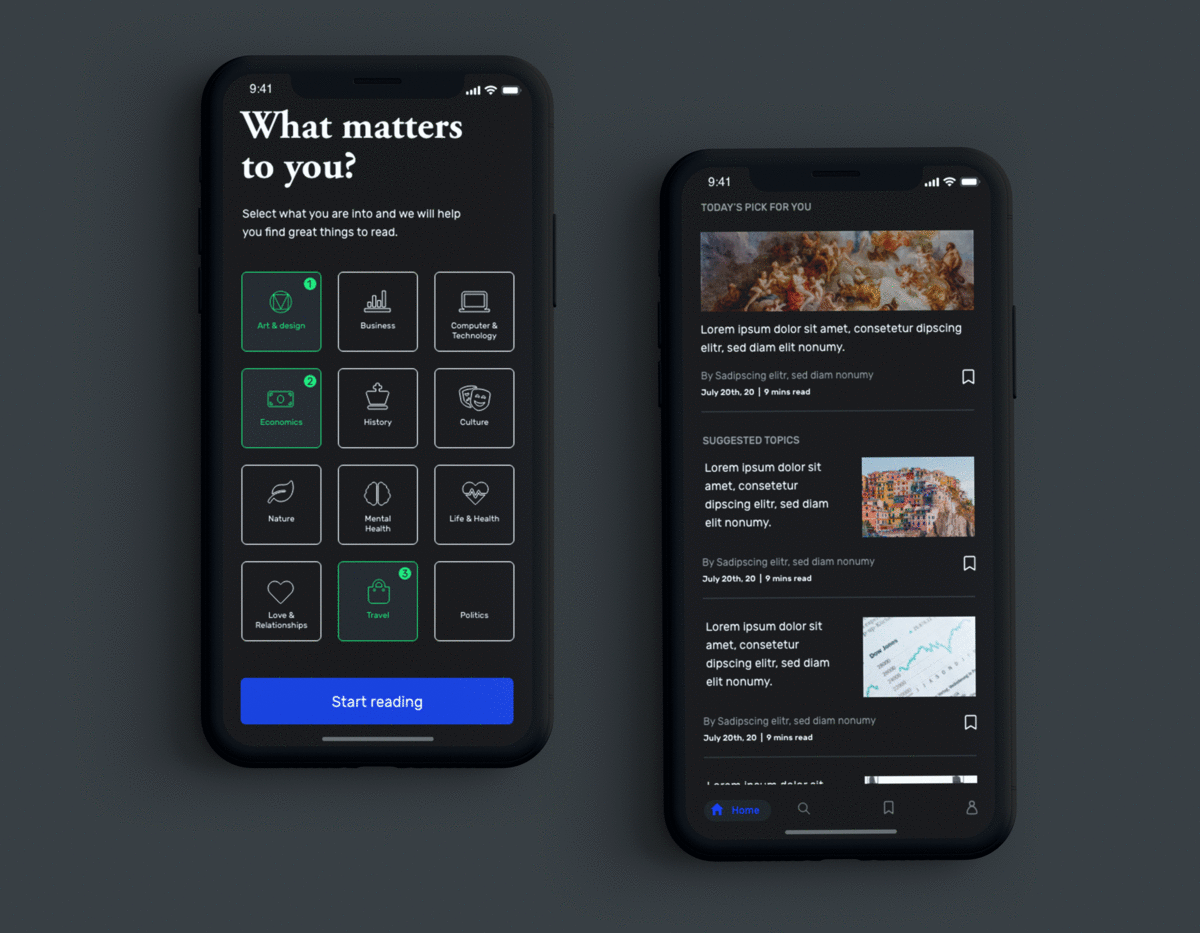 9:41
What matters
to you?
Select what you are into and we will help
you find great things to read.
1
Art & design
Business
Computer &
Technology
2
Economics
History
Culture
Nature
Mental
Health
Life & Health
Love &
Relationships
3
Travel
Politics
Start reading
9:41
TODAY'S PICK FOR YOU
Lorem ipsum dolor sit amet, consetetur dipscing
elitr, sed diam elit nonumy.
By Sadipscing elitr, sed diam nonumy
July 20th, 20 | 9 mins read
SUGGESTED TOPICS
Lorem ipsum dolor sit
amet, consetetur
dipscing elitr, sed diam
elit nonumy.
By Sadipscing elitr, sed diam nonumy
July 20th, 20 | 9 mins read
Lorem ipsum dolor sit
amet, consetetur
dipscing elitr, sed diam
elit nonumy.
Dow Jones
By Sadipscing elitr, sed diam nonumy
July 20th, 20 | 9 mins read
Lorem ipsum dolor sit
Home